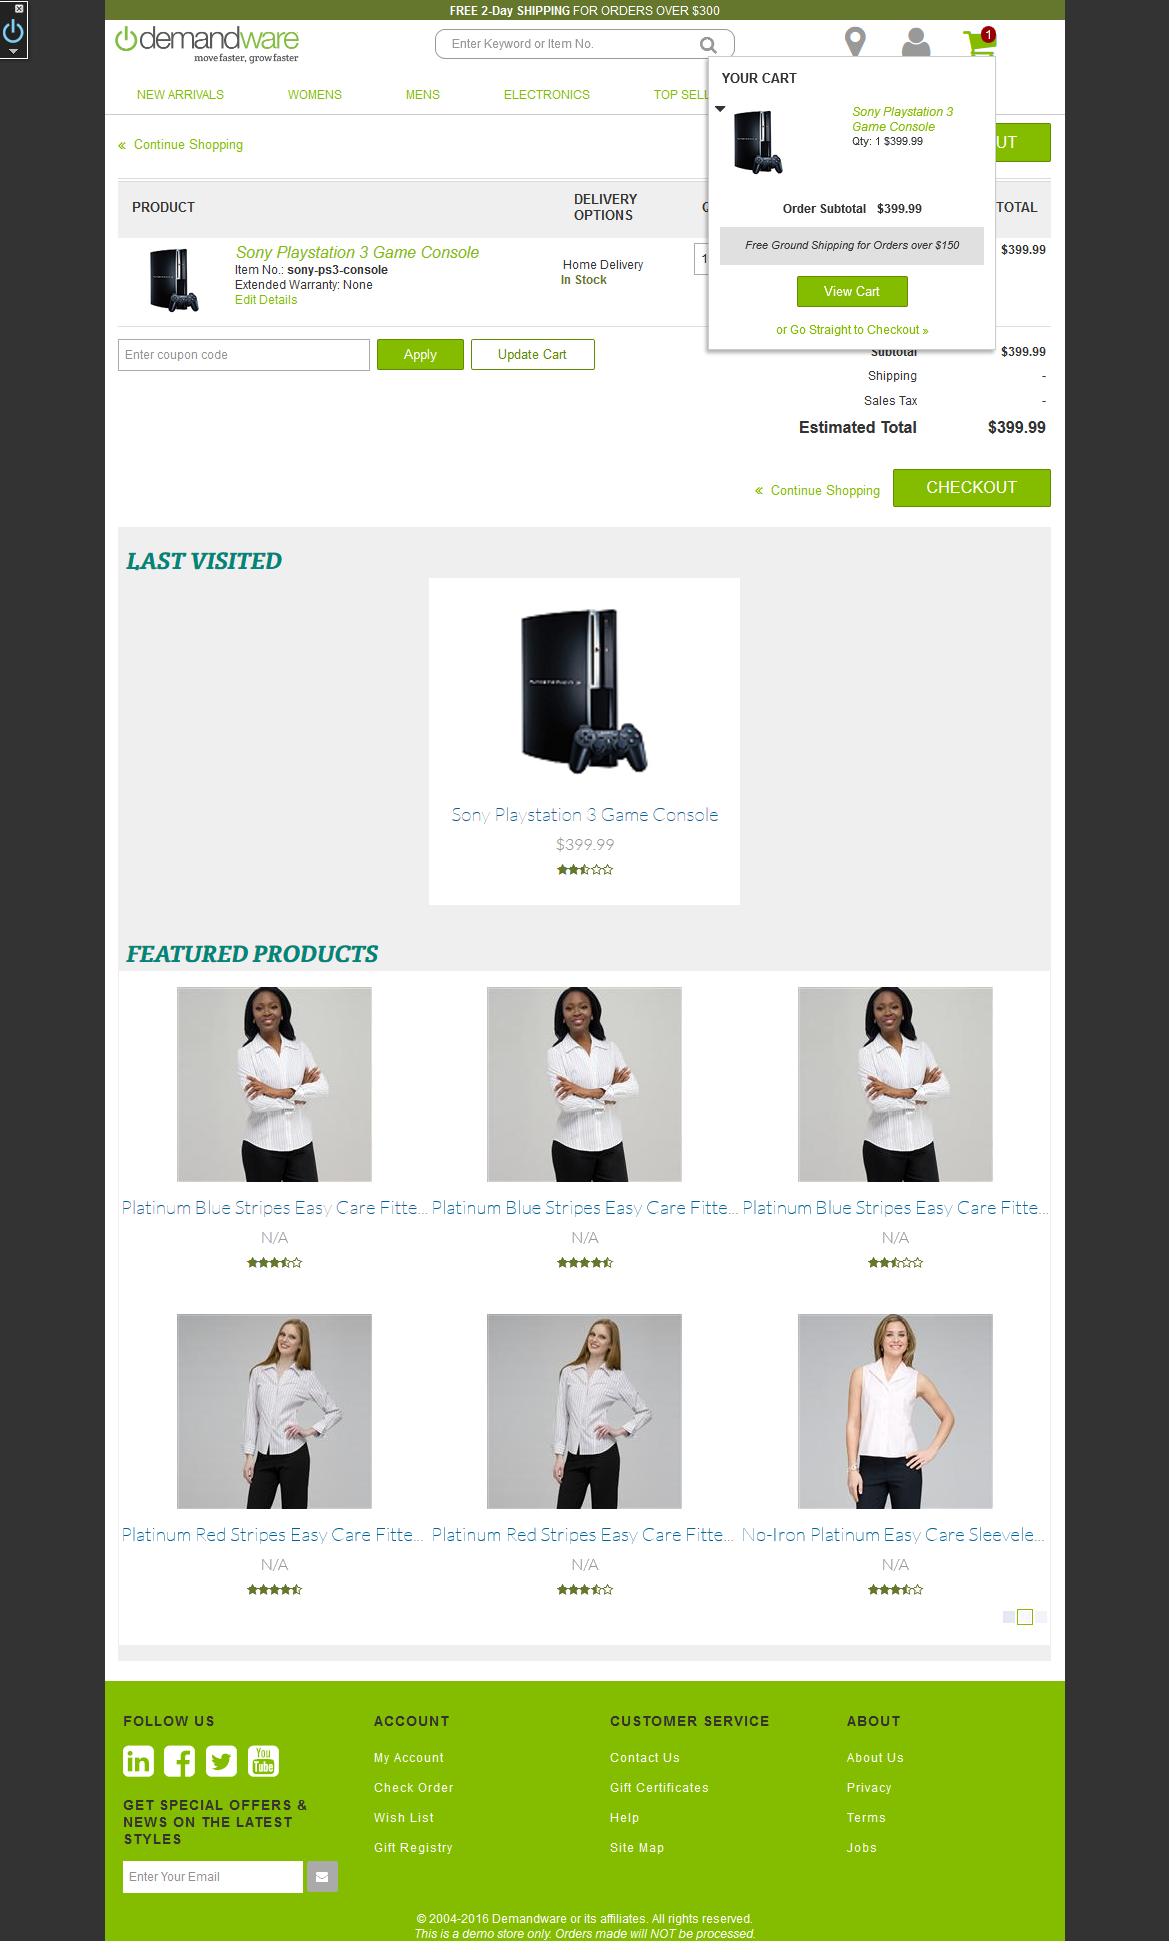 FREE 2-Day SHIPPING FOR ORDERS OVER $300
demandware
move faster, grow faster
Enter Keyword or Item No.
1
NEW ARRIVALS
WOMENS
MENS
ELECTRONICS
TOP SELL
YOUR CART
Sony Playstation 3
Game Console
Qty: 1 $399.99
Order Subtotal $399.99
Free Ground Shipping for Orders over $150
View Cart
or Go Straight to Checkout »
« Continue Shopping
UT
PRODUCT
DELIVERY
OPTIONS
Q
TOTAL
Sony Playstation 3 Game Console
Item No.: sony-ps3-console
Extended Warranty: None
Edit Details
Home Delivery
In Stock
1
$399.99
Enter coupon code
Apply
Update Cart
Subtotal $399.99
Shipping -
Sales Tax -
Estimated Total $399.99
« Continue Shopping
CHECKOUT
LAST VISITED
Sony Playstation 3 Game Console
$399.99
FEATURED PRODUCTS
Platinum Blue Stripes Easy Care Fitte...
N/A
Platinum Blue Stripes Easy Care Fitte...
N/A
Platinum Blue Stripes Easy Care Fitte...
N/A
Platinum Red Stripes Easy Care Fitte...
N/A
Platinum Red Stripes Easy Care Fitte...
N/A
No-Iron Platinum Easy Care Sleevele...
N/A
FOLLOW US
in
You
Tube
GET SPECIAL OFFERS &
NEWS ON THE LATEST
STYLES
Enter Your Email
ACCOUNT
My Account
Check Order
Wish List
Gift Registry
CUSTOMER SERVICE
Contact Us
Gift Certificates
Help
Site Map
ABOUT
About Us
Privacy
Terms
Jobs
© 2004-2016 Demandware or its affiliates. All rights reserved.
This is a demo store only. Orders made will NOT be processed.